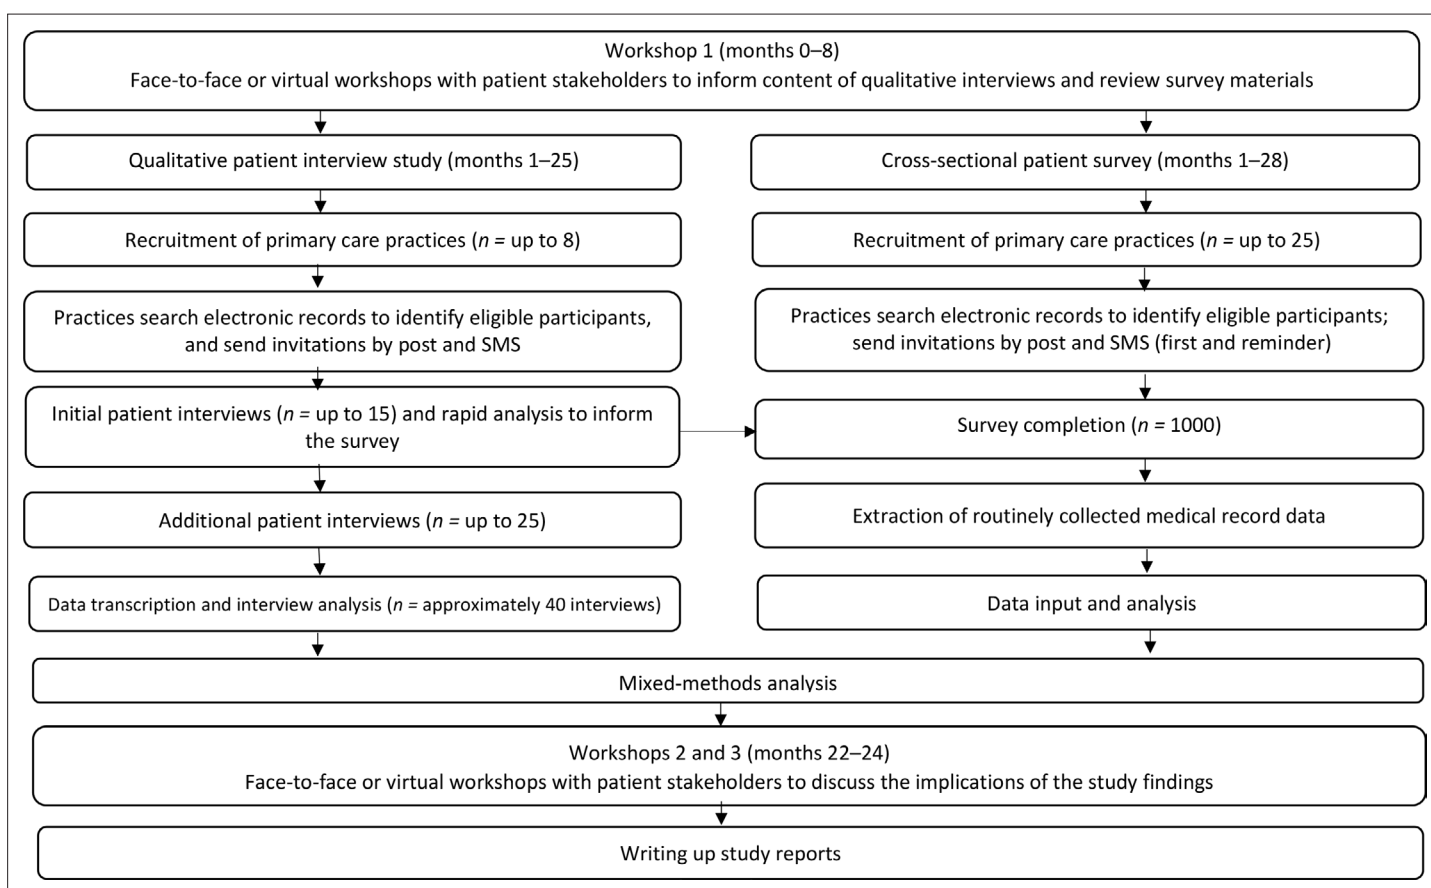 Workshop 1 (months 0–8)
Face-to-face or virtual workshops with patient stakeholders to inform content of qualitative interviews and review survey materials
Qualitative patient interview study (months 1–25)
Recruitment of primary care practices (n = up to 8)
Practices search electronic records to identify eligible participants,
and send invitations by post and SMS
Initial patient interviews (n = up to 15) and rapid analysis to inform
the survey
Additional patient interviews (n = up to 25)
Data transcription and interview analysis (n = approximately 40 interviews)
Cross-sectional patient survey (months 1–28)
Recruitment of primary care practices (n = up to 25)
Practices search electronic records to identify eligible participants;
send invitations by post and SMS (first and reminder)
Survey completion (n = 1000)
Extraction of routinely collected medical record data
Data input and analysis
Mixed-methods analysis
Workshops 2 and 3 (months 22–24)
Face-to-face or virtual workshops with patient stakeholders to discuss the implications of the study findings
Writing up study reports